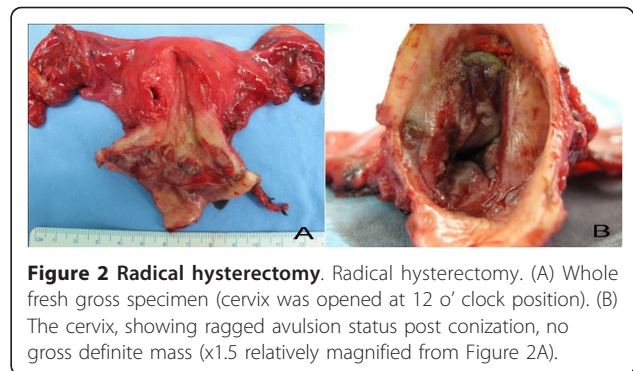 A
B
Figure 2 Radical hysterectomy. Radical hysterectomy. (A) Whole
fresh gross specimen (cervix was opened at 12 o’ clock position). (B)
The cervix, showing ragged avulsion status post conization, no
gross definite mass (x1.5 relatively magnified from Figure 2A).